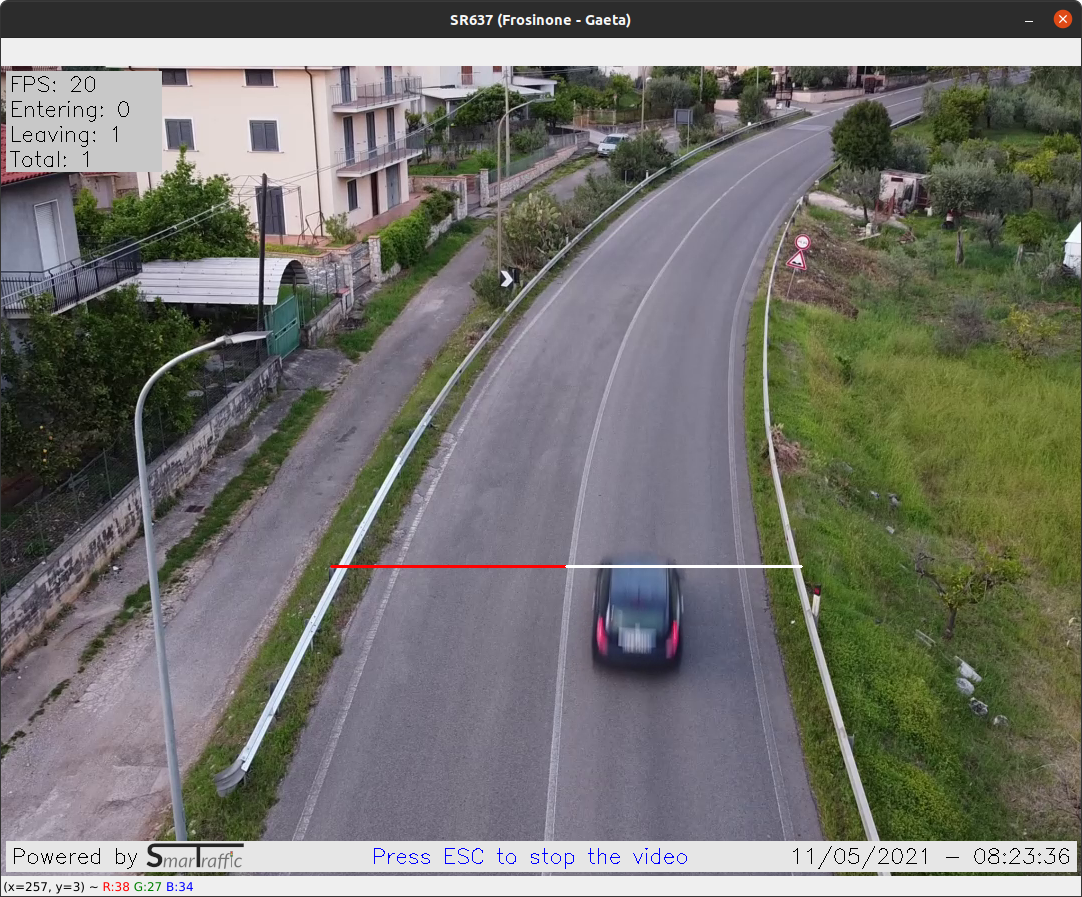 SR637 (Frosinone - Gaeta)
FPS: 20
Entering: 0
Leaving: 1
Total: 1
Powered by SmarTraffic
Press ESC to stop the video
11/05/2021 - 08:23:36
(x=257, y=3) ~ R:38 G:27 B:34